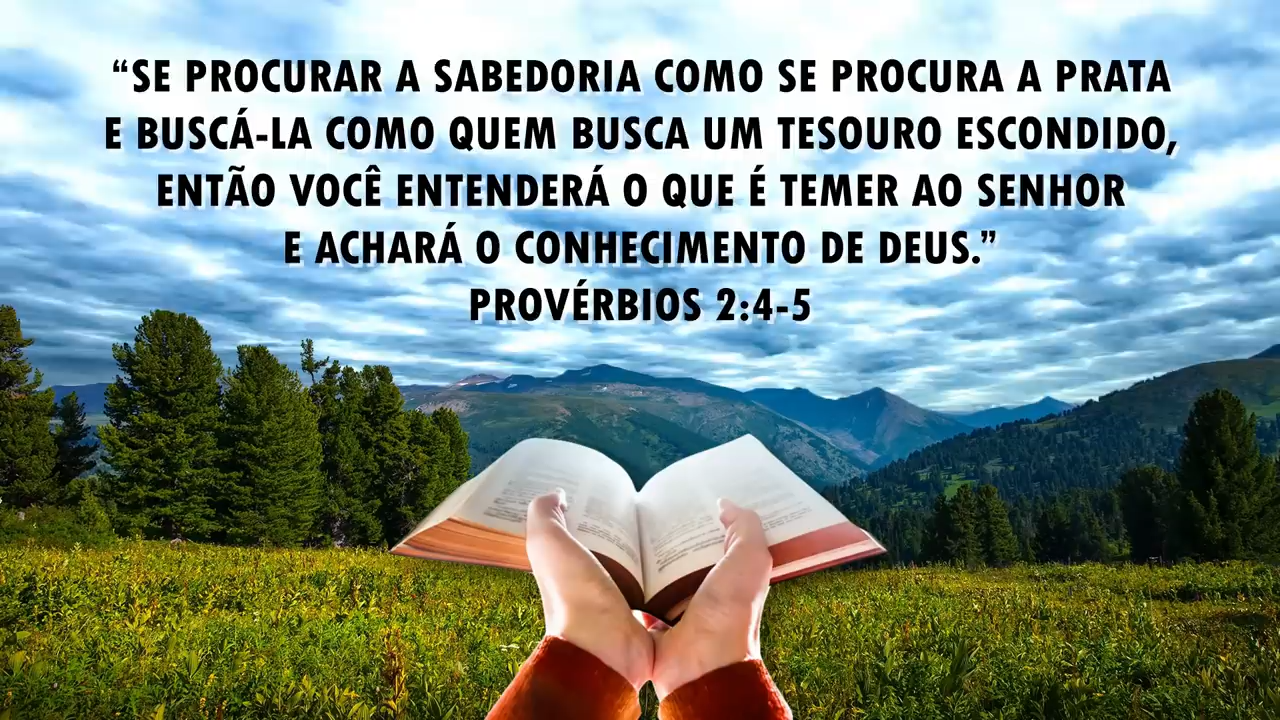 “SE PROCURAR A SABEDORIA COMO SE PROCURA A PRATA
E BUSCÁ-LA COMO QUEM BUSCA UM TESOURO ESCONDIDO,
ENTÃO VOCÊ ENTENDERÁ O QUE É TEMER AO SENHOR
E ACHARÁ O CONHECIMENTO DE DEUS.”
PROVÉRBIOS 2:4-5